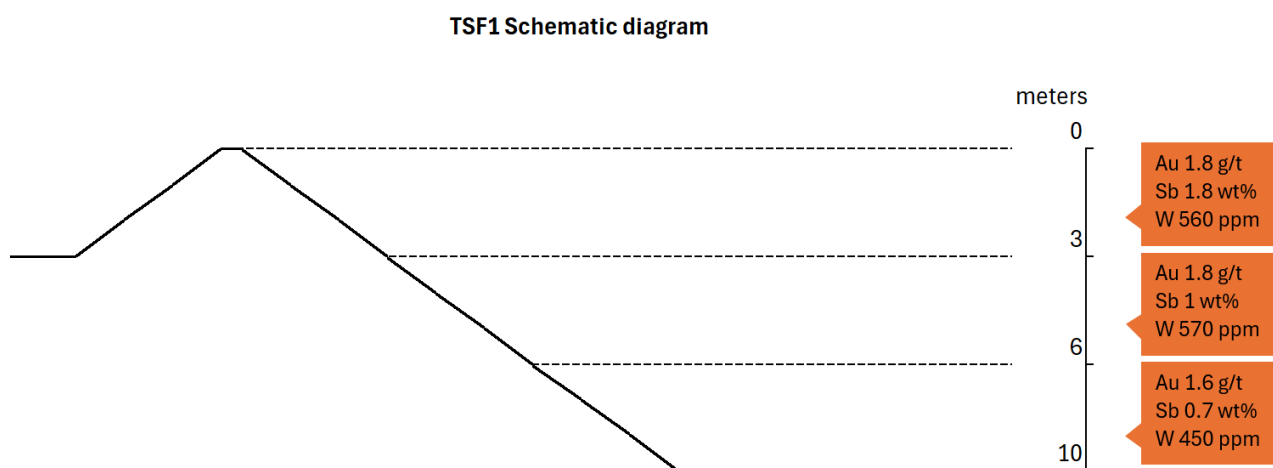 TSF1 Schematic diagram
meters
0
Au 1.8 g/t
Sb 1.8 wt%
W 560 ppm
3
Au 1.8 g/t
Sb 1 wt%
W 570 ppm
6
Au 1.6 g/t
Sb 0.7 wt%
W 450 ppm
10